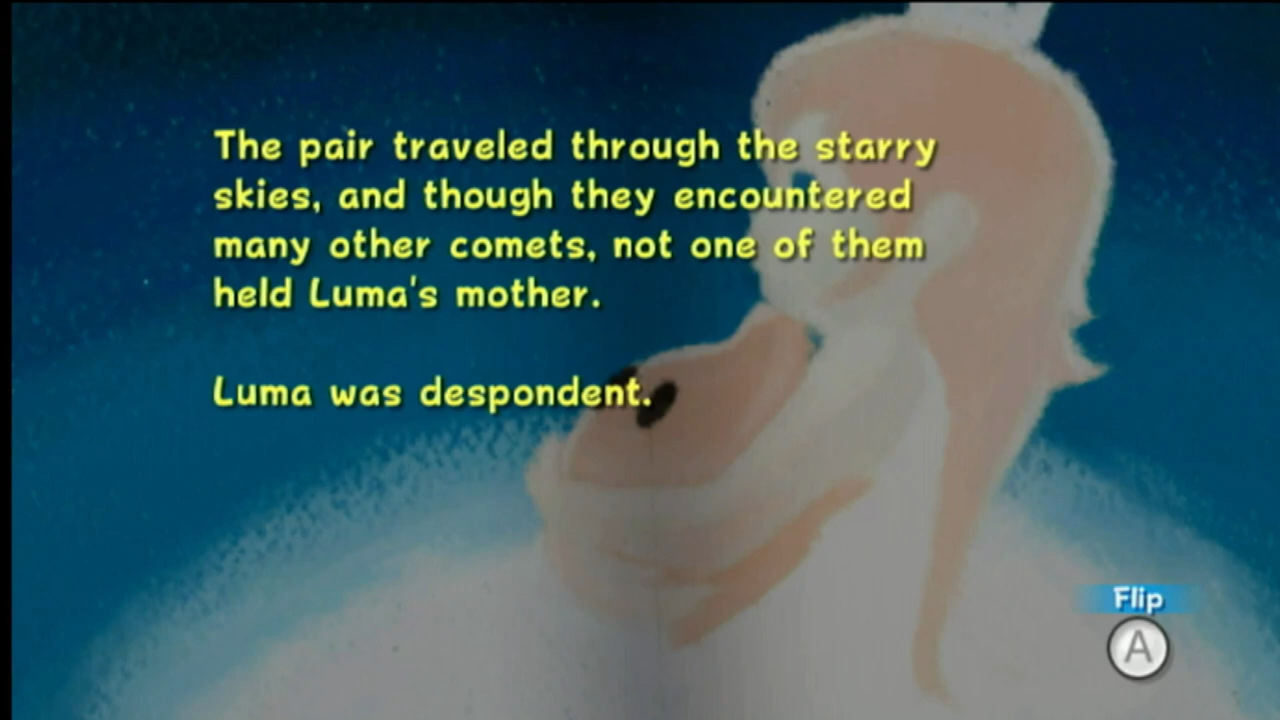 The pair traveled through the starry
skies, and though they encountered
many other comets, not one of them
held Luma's mother.
Luma was despondent.
Flip
A